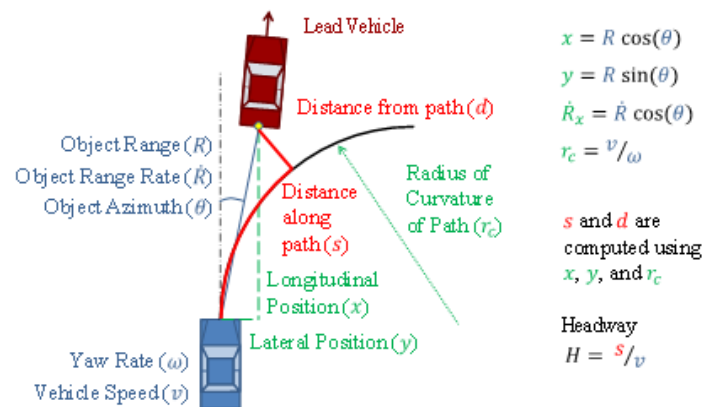 Lead Vehicle
Distance from path (d)
Object Range (R)
Object Range Rate (Ṙ)
Object Azimuth (θ)
Distance
along
path (s)
Radius of
Curvature
of Path (r_c)
Longitudinal
Position (x)
Lateral Position (y)
Yaw Rate (ω)
Vehicle Speed (v)
x = R cos(θ)
y = R sin(θ)
Ṙ_x = Ṙ cos(θ)
r_c = v/ω
s and d are
computed using
x, y, and r_c
Headway
H = s/v